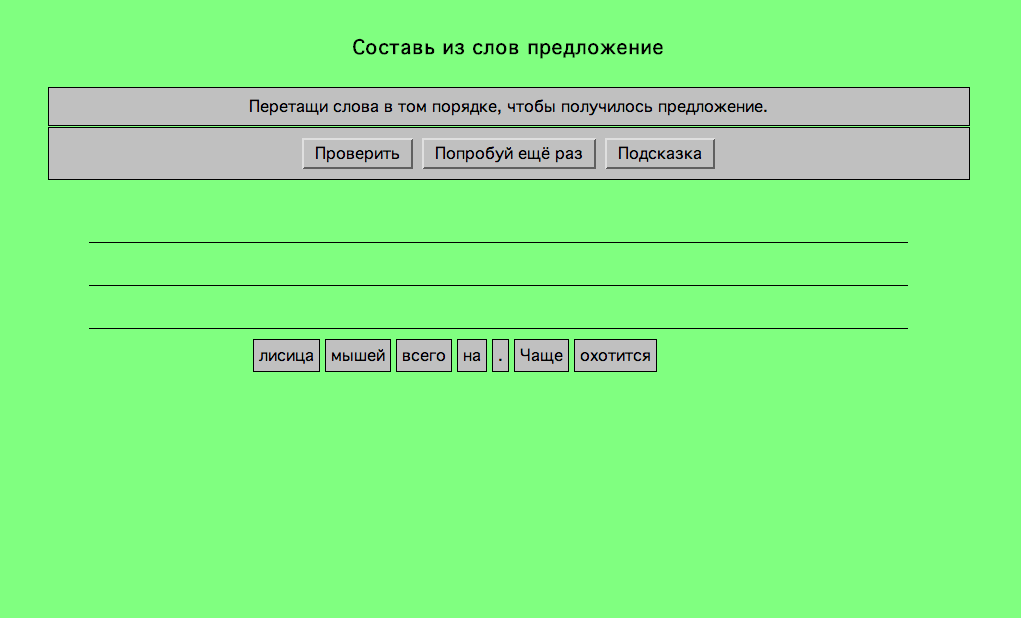 Составь из слов предложение
Перетащи слова в том порядке, чтобы получилось предложение.
Проверить Попробуй ещё раз Подсказка
лисица мышей всего на . Чаще охотится